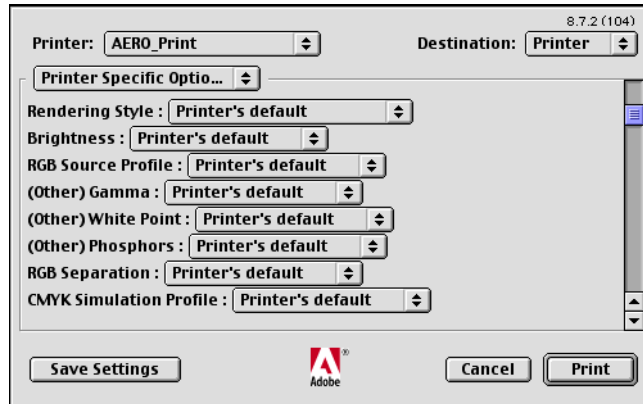 8.7.2 (104)
Printer: AERO_Print Destination: Printer
Printer Specific Optio...
Rendering Style : Printer's default
Brightness : Printer's default
RGB Source Profile : Printer's default
(Other) Gamma : Printer's default
(Other) White Point : Printer's default
(Other) Phosphors : Printer's default
RGB Separation : Printer's default
CMYK Simulation Profile : Printer's default
Save Settings Adobe® Cancel Print